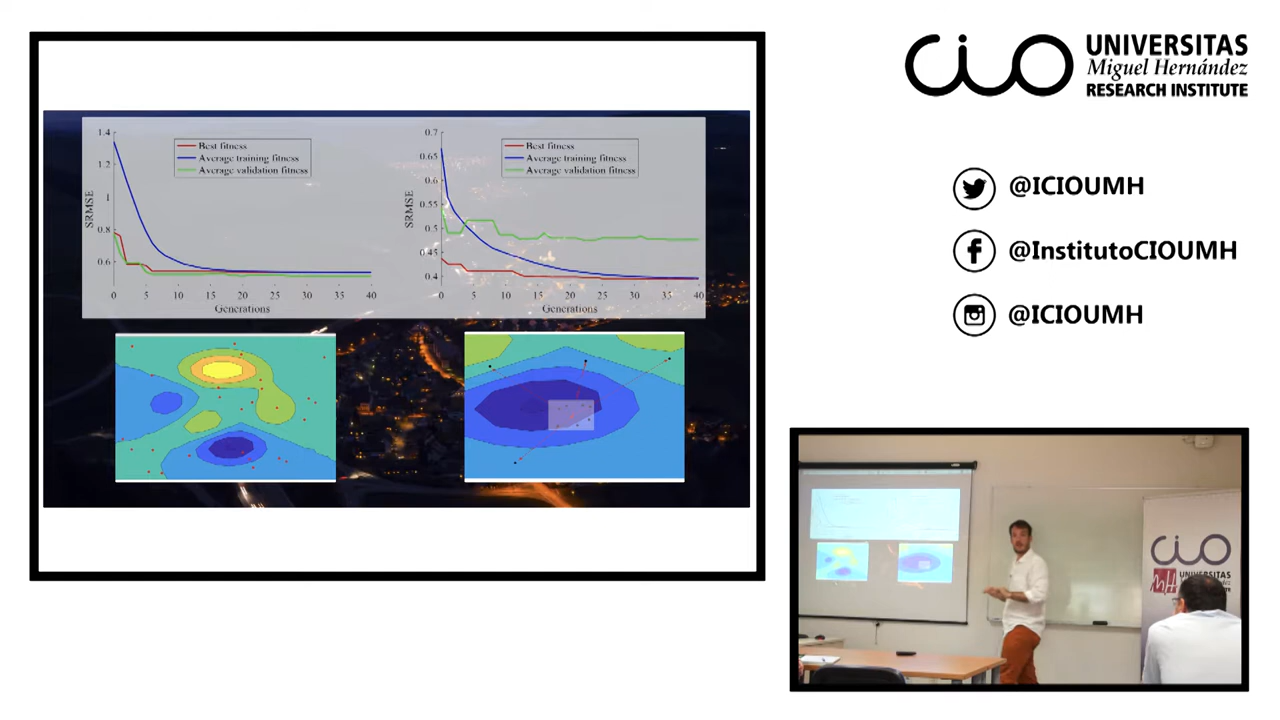 1.4
1.2
1
0.8
0.6
SRMSE
Best fitness
Average training fitness
Average validation fitness
0 5 10 15 20 25 30 35 40
Generations
0.7
0.65
0.6
0.55
0.5
0.45
0.4
SRMSE
Best fitness
Average training fitness
Average validation fitness
0 5 10 15 20 25 30 35 40
Generations
cio UNIVERSITAS
Miguel Hernández
RESEARCH INSTITUTE
@ICIOUMH
@InstitutoCIOUMH
@ICIOUMH
cio
MH